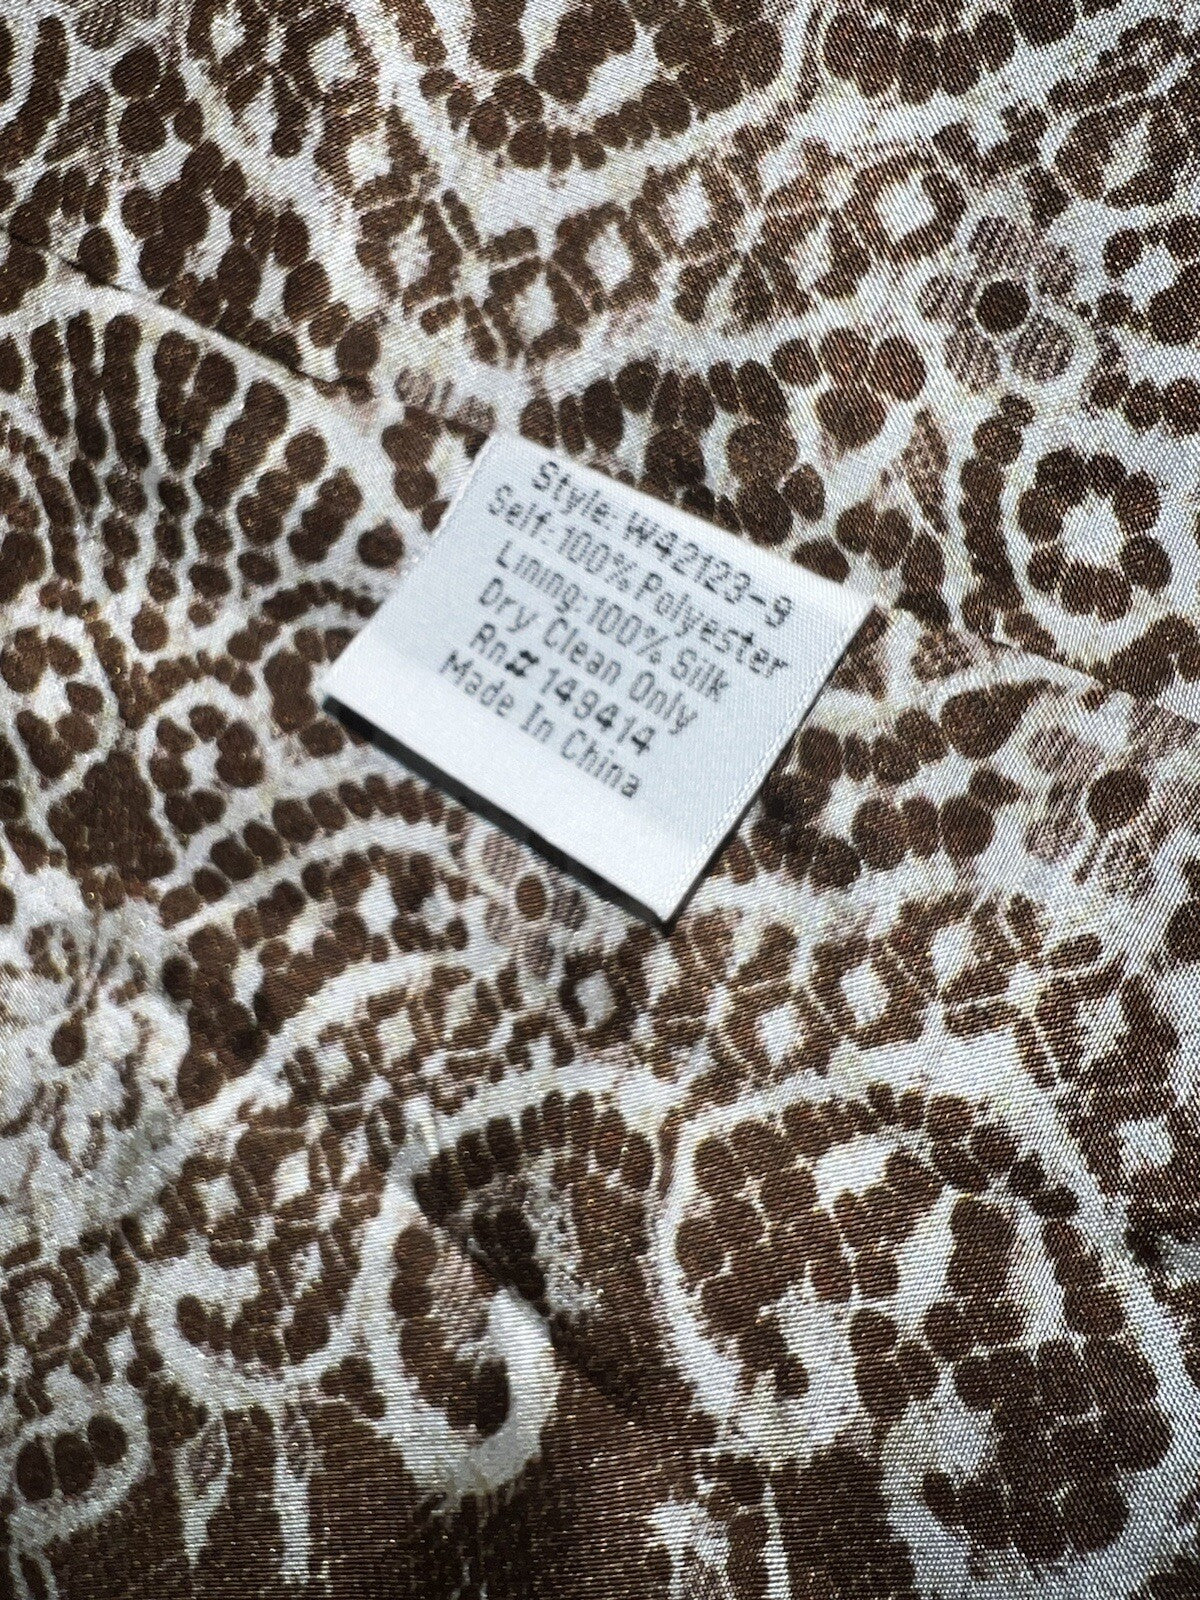 Style: W42123-9
Self: 100% Polyester
Lining: 100% Silk
Dry Clean Only
Rn# 149414
Made In China